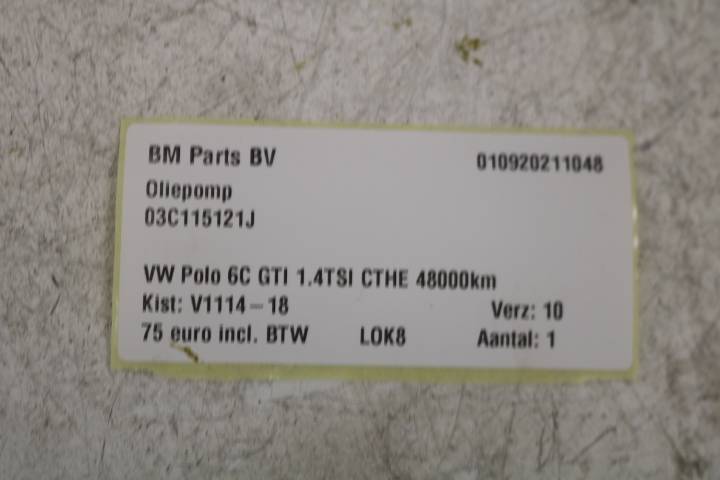 BM Parts BV 010920211048
Oliepomp
03C115121J
VW Polo 6C GTI 1.4TSI CTHE 48000km
Kist: V1114-18 Verz: 10
75 euro incl. BTW LOK8 Aantal: 1